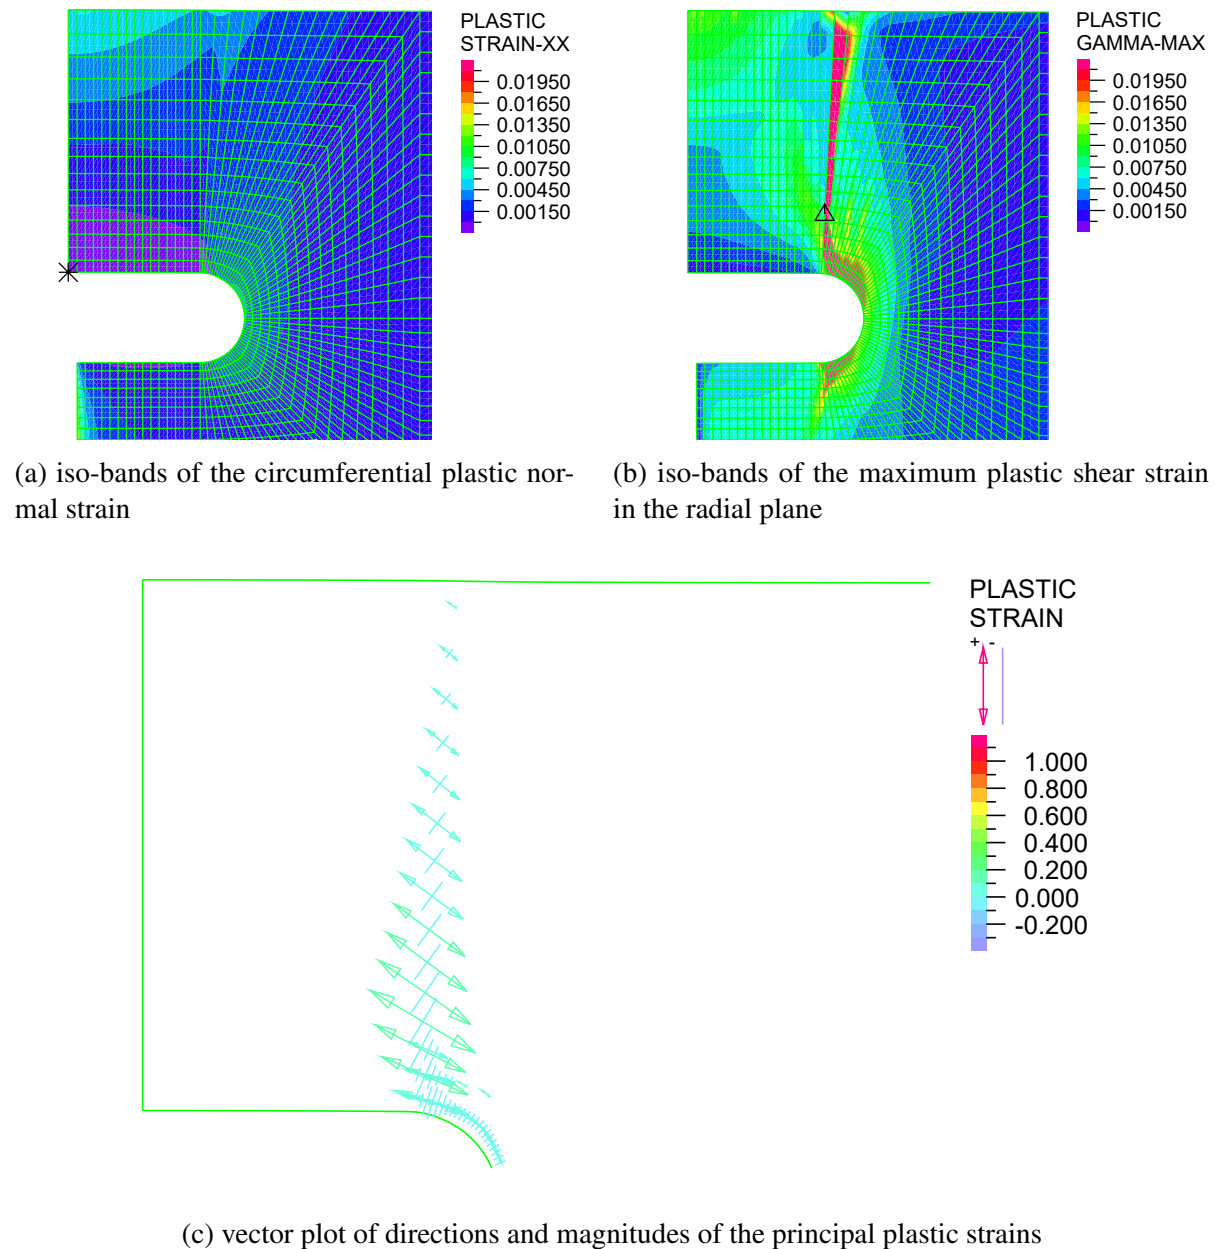 PLASTIC
STRAIN-XX
0.01950
0.01650
0.01350
0.01050
0.00750
0.00450
0.00150
PLASTIC
GAMMA-MAX
0.01950
0.01650
0.01350
0.01050
0.00750
0.00450
0.00150
(a) iso-bands of the circumferential plastic nor-
mal strain
(b) iso-bands of the maximum plastic shear strain
in the radial plane
PLASTIC
STRAIN
+ -
1.000
0.800
0.600
0.400
0.200
0.000
-0.200
(c) vector plot of directions and magnitudes of the principal plastic strains